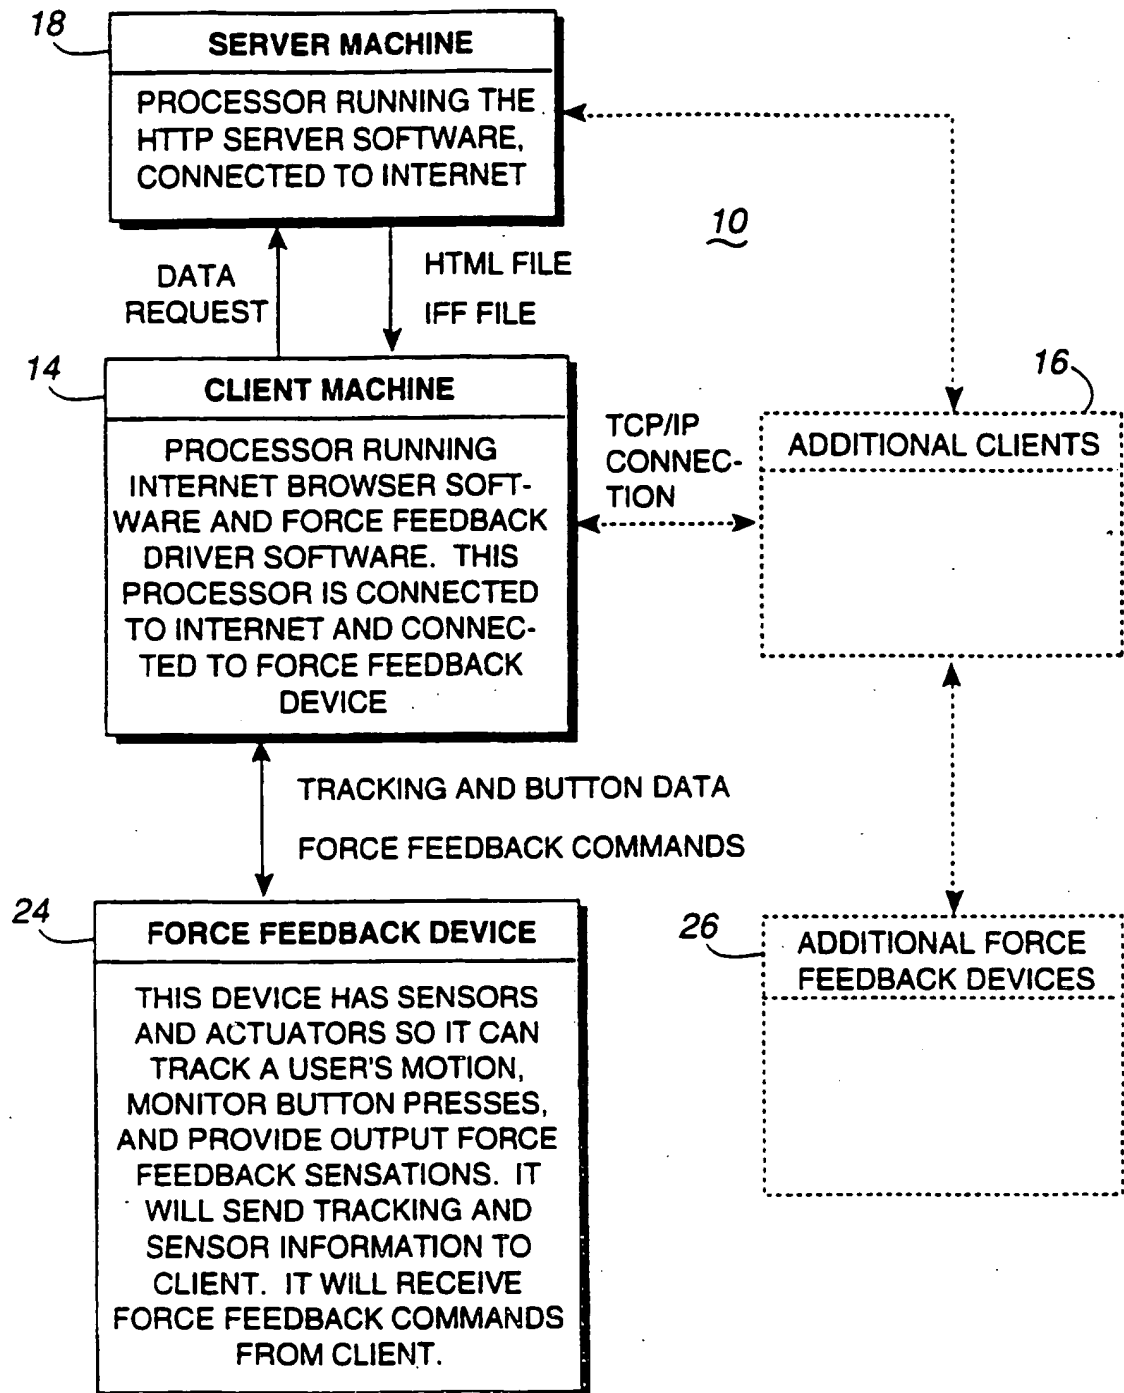 18
SERVER MACHINE
PROCESSOR RUNNING THE
HTTP SERVER SOFTWARE,
CONNECTED TO INTERNET
10
DATA
REQUEST
HTML FILE
IFF FILE
14
CLIENT MACHINE
PROCESSOR RUNNING
INTERNET BROWSER SOFT-
WARE AND FORCE FEEDBACK
DRIVER SOFTWARE. THIS
PROCESSOR IS CONNECTED
TO INTERNET AND CONNEC-
TED TO FORCE FEEDBACK
DEVICE
TCP/IP
CONNEC-
TION
16
ADDITIONAL CLIENTS
TRACKING AND BUTTON DATA
FORCE FEEDBACK COMMANDS
24
FORCE FEEDBACK DEVICE
THIS DEVICE HAS SENSORS
AND ACTUATORS SO IT CAN
TRACK A USER'S MOTION,
MONITOR BUTTON PRESSES,
AND PROVIDE OUTPUT FORCE
FEEDBACK SENSATIONS. IT
WILL SEND TRACKING AND
SENSOR INFORMATION TO
CLIENT. IT WILL RECEIVE
FORCE FEEDBACK COMMANDS
FROM CLIENT.
26
ADDITIONAL FORCE
FEEDBACK DEVICES